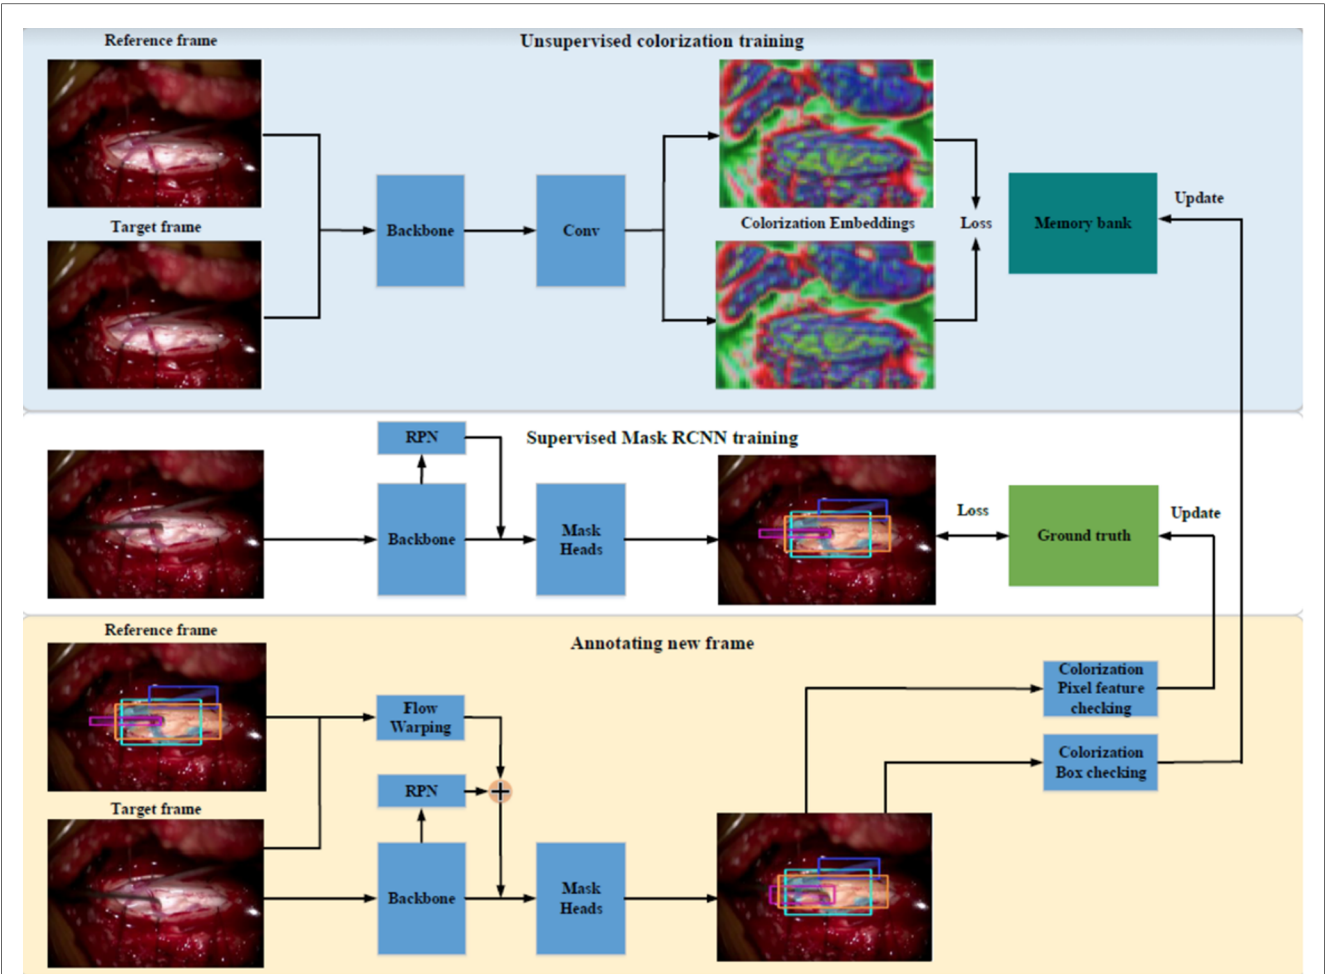 Reference frame
Unsupervised colorization training
Target frame
Backbone
Conv
Colorization Embeddings
Loss
Memory bank
Update
RPN
Supervised Mask RCNN training
Backbone
Mask
Heads
Loss
Ground truth
Update
Reference frame
Annotating new frame
Flow
Warping
Colorization
Pixel feature
checking
Colorization
Box checking
Target frame
RPN
Backbone
Mask
Heads